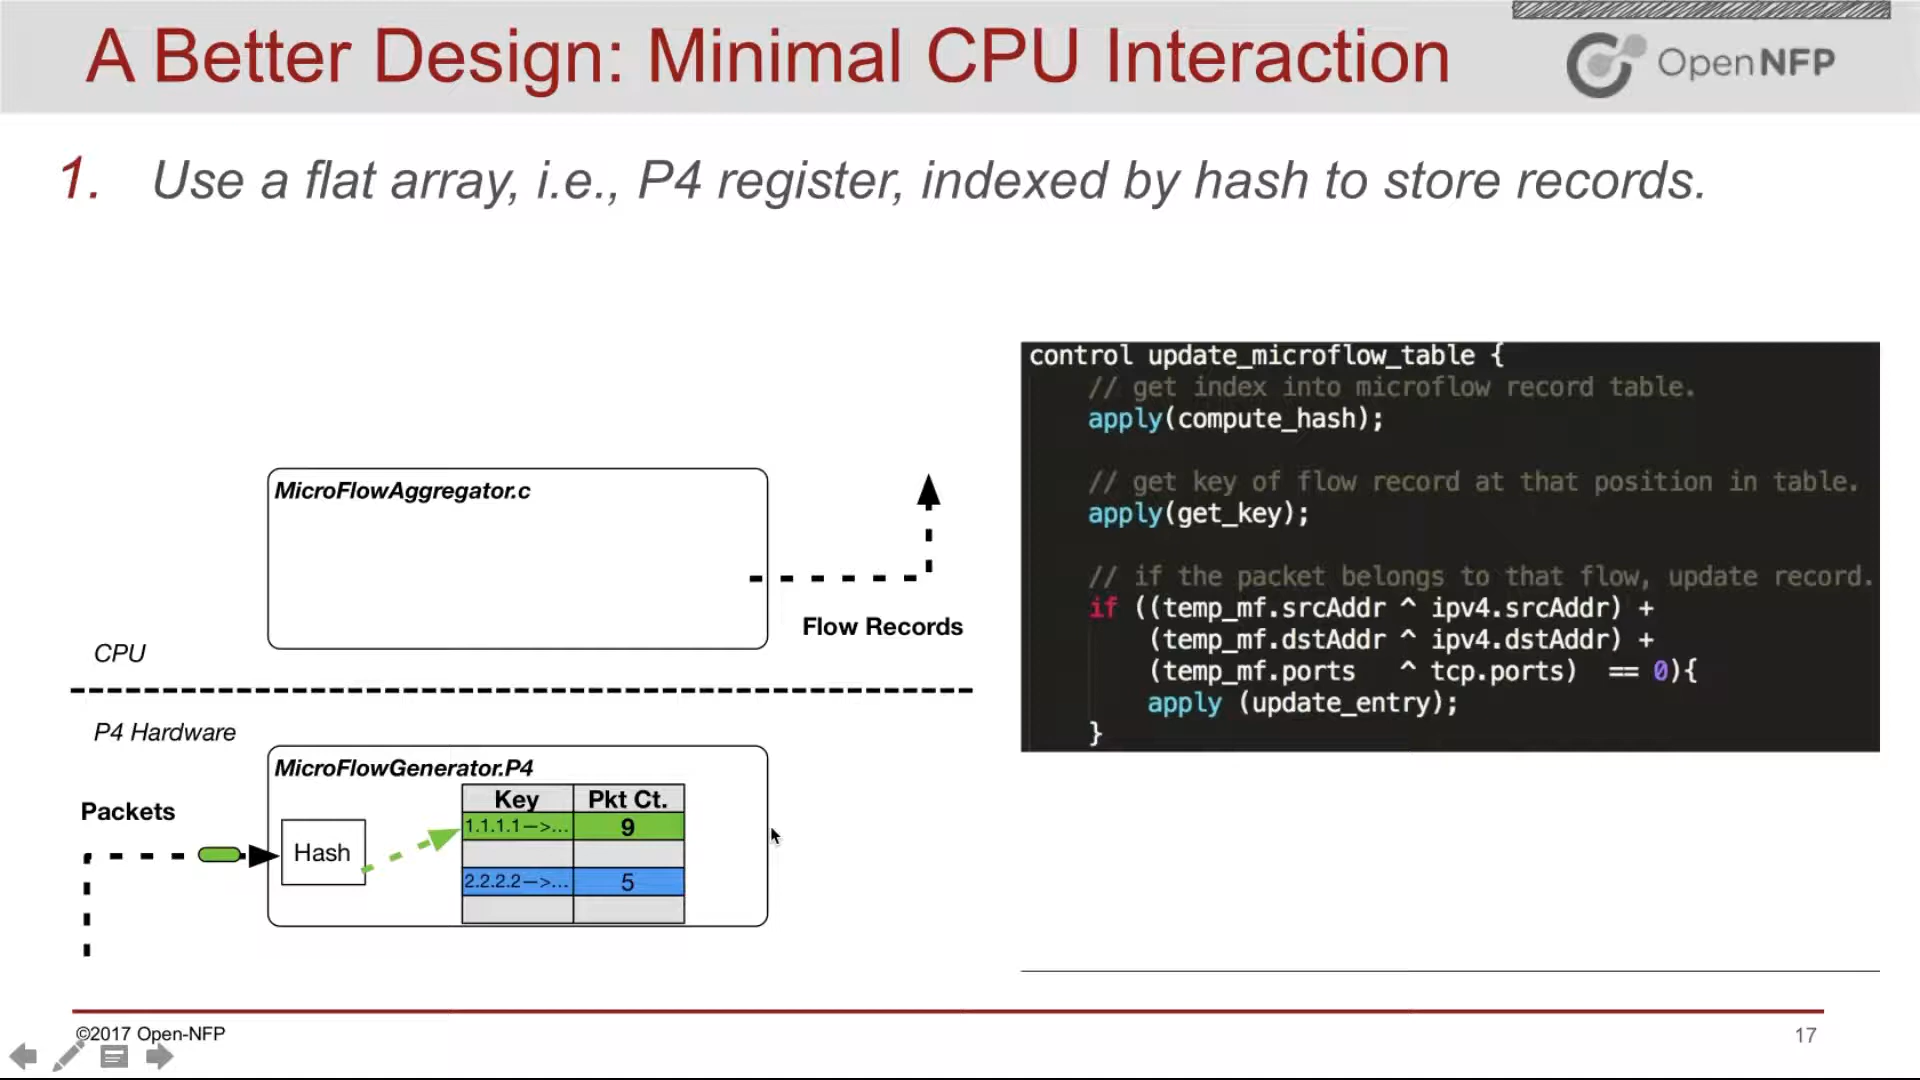 A Better Design: Minimal CPU Interaction
Open NFP
1. Use a flat array, i.e., P4 register, indexed by hash to store records.
MicroFlowAggregator.c
Flow Records
CPU
P4 Hardware
MicroFlowGenerator.P4
Packets
Hash
Key Pkt Ct.
1.1.1.1—>... 9
2.2.2.2—>... 5
control update_microflow_table {
// get index into microflow record table.
apply(compute_hash);
// get key of flow record at that position in table.
apply(get_key);
// if the packet belongs to that flow, update record.
if ((temp_mf.srcAddr ^ ipv4.srcAddr) +
(temp_mf.dstAddr ^ ipv4.dstAddr) +
(temp_mf.ports ^ tcp.ports) == 0){
apply (update_entry);
}
©2017 Open-NFP
17